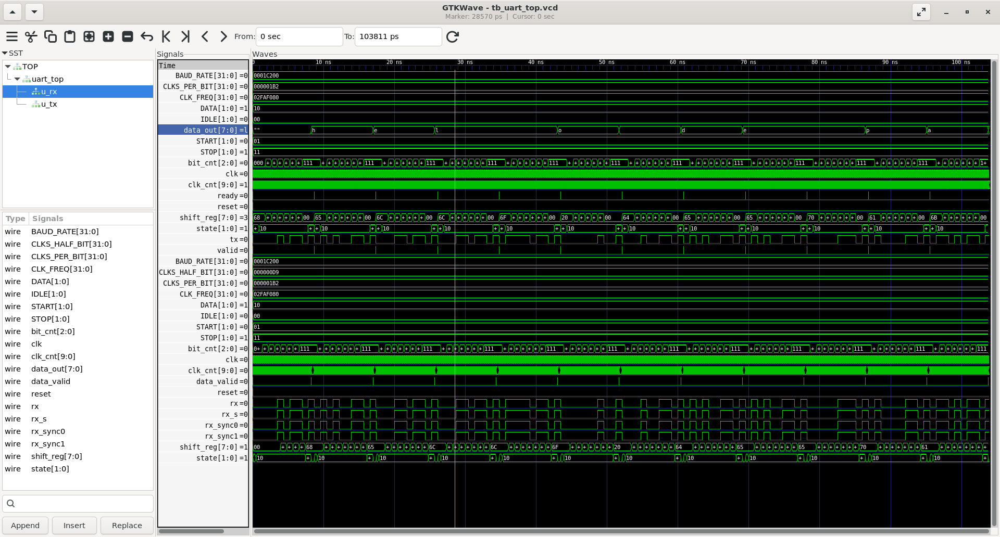 GTKWave - tb_uart_top.vcd
Marker: 28570 ps | Cursor: 0 sec
From: 0 sec To: 103811 ps
SST
TOP
uart_top
u_rx
u_tx
Type Signals
wire BAUD_RATE[31:0]
wire CLKS_HALF_BIT[31:0]
wire CLKS_PER_BIT[31:0]
wire CLK_FREQ[31:0]
wire DATA[1:0]
wire IDLE[1:0]
wire START[1:0]
wire STOP[1:0]
wire bit_cnt[2:0]
wire clk
wire clk_cnt[9:0]
wire data_out[7:0]
wire data_valid
wire reset
wire rx
wire rx_s
wire rx_sync0
wire rx_sync1
wire shift_reg[7:0]
wire state[1:0]
Append Insert Replace
Signals
Waves
Time 0 10 ns 20 ns 30 ns 40 ns 50 ns 60 ns 70 ns 80 ns 90 ns 100 ns
BAUD_RATE[31:0] =0 0001C200
CLKS_PER_BIT[31:0] =0 000001B2
CLK_FREQ[31:0] =0 02FAF080
DATA[1:0] =1 10
IDLE[1:0] =0 00
data_out[7:0] =l "" h e l o d e p a
START[1:0] =0 01
STOP[1:0] =1 11
bit_cnt[2:0] =0 000 + + + + + + 111 + + + + + + + 111 + + + + + + + 111 + + + + + + + 111 + + + + + + + 111 + + + + + + + 111 + + + + + + + 111 + + + + + + + 111 + + + + + + + 111 + + + + + + + 111 + + + + + + + 111 + + + + + + + 1+
clk =0
clk_cnt[9:0] =1
ready =0
reset =0
shift_reg[7:0] =3 68 + + + + + + 00 65 + + + + + + 00 6C + + + + + + 00 6C + + + + + + 00 6F + + + + + + 00 20 + + + + + + 00 64 + + + + + + 00 65 + + + + + + 00 65 + + + + + + 00 70 + + + + + + 00 61 + + + + + + 00 6B + + + + + + 00
state[1:0] =1 + 10 + + 10 + + 10 + + 10 + + 10 + + 10 + + 10 + + 10 + + 10 + + 10 + + 10 + + 10
tx =0
valid =0
BAUD_RATE[31:0] =0 0001C200
CLKS_HALF_BIT[31:0] =0 000000D9
CLKS_PER_BIT[31:0] =0 000001B2
CLK_FREQ[31:0] =0 02FAF080
DATA[1:0] =1 10
IDLE[1:0] =0 00
START[1:0] =0 01
STOP[1:0] =1 11
bit_cnt[2:0] =0 0+ + + + + + + 111 + + + + + + + 111 + + + + + + + 111 + + + + + + + 111 + + + + + + + 111 + + + + + + + 111 + + + + + + + 111 + + + + + + + 111 + + + + + + + 111 + + + + + + + 111 + + + + + + + 111 + + + + + + + 111
clk =0
clk_cnt[9:0] =0
data_valid =0
reset =0
rx =0
rx_s =0
rx_sync0 =0
rx_sync1 =0
shift_reg[7:0] =1 00 + + + + 68 + + + + + + + 65 + + + + + + + 6C + + + + + + + 6C + + + + + + + 6F + + + + + + + 20 + + + + + + + 64 + + + + + + + 65 + + + + + + + 65 + + + + + + + 70 + + + + + + + 61 + + + + + + +
state[1:0] =1 10 + 10 + 10 + 10 + 10 + 10 + 10 + 10 + 10 + 10 + 10 + 10 +